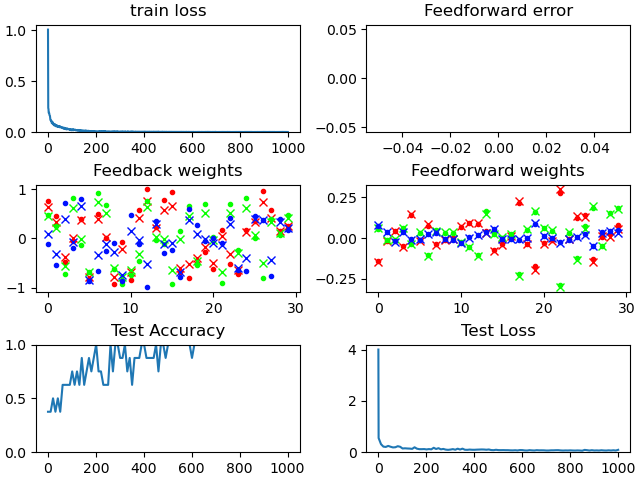 train loss
1.0
0.5
0.0
0 200 400 600 800 1000
Feedforward error
0.05
0.00
−0.05
−0.04 −0.02 0.00 0.02 0.04
Feedback weights
1
0
−1
0 10 20 30
Feedforward weights
0.25
0.00
−0.25
0 10 20 30
Test Accuracy
1.0
0.5
0.0
0 200 400 600 800 1000
Test Loss
4
2
0
0 200 400 600 800 1000